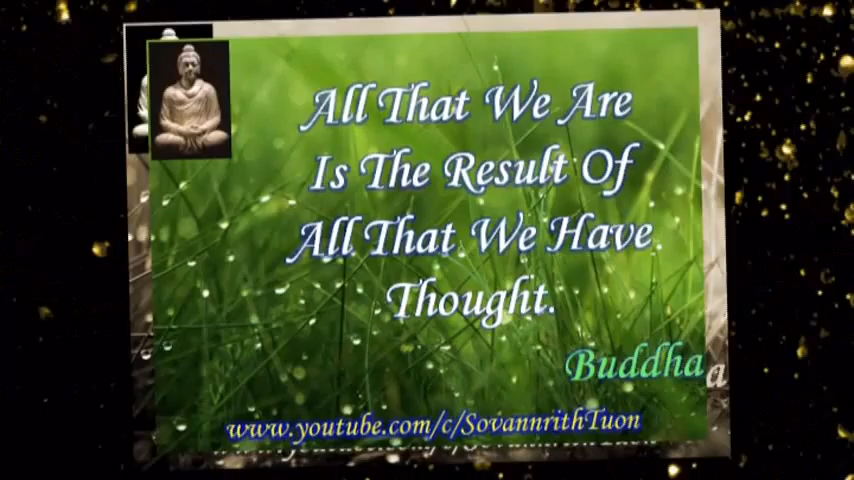 All That We Are
Is The Result Of
All That We Have
Thought.
Buddha
www.youtube.com/c/SovannrithTuon